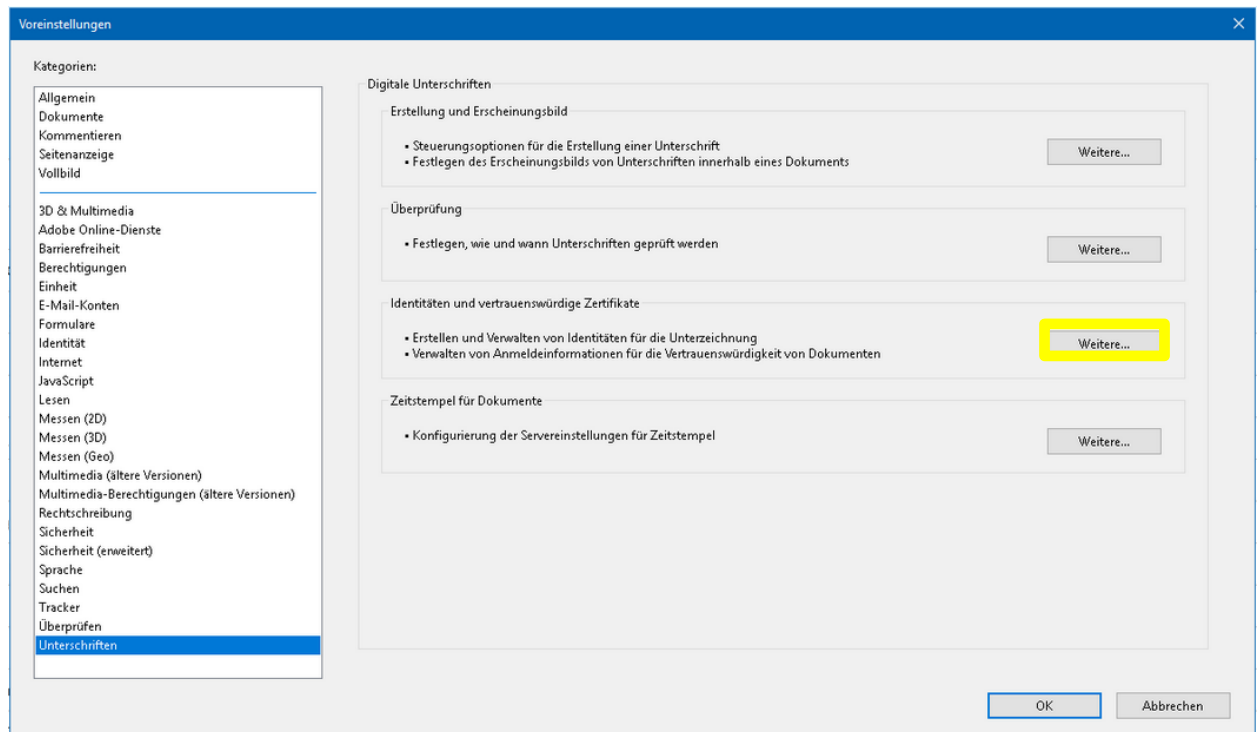 Voreinstellungen
Kategorien:
Allgemein
Dokumente
Kommentieren
Seitenanzeige
Vollbild
3D & Multimedia
Adobe Online-Dienste
Barrierefreiheit
Berechtigungen
Einheit
E-Mail-Konten
Formulare
Identität
Internet
JavaScript
Lesen
Messen (2D)
Messen (3D)
Messen (Geo)
Multimedia (ältere Versionen)
Multimedia-Berechtigungen (ältere Versionen)
Rechtschreibung
Sicherheit
Sicherheit (erweitert)
Sprache
Suchen
Tracker
Überprüfen
Unterschriften
Digitale Unterschriften
Erstellung und Erscheinungsbild
• Steuerungsoptionen für die Erstellung einer Unterschrift
• Festlegen des Erscheinungsbilds von Unterschriften innerhalb eines Dokuments
Weitere...
Überprüfung
• Festlegen, wie und wann Unterschriften geprüft werden
Weitere...
Identitäten und vertrauenswürdige Zertifikate
• Erstellen und Verwalten von Identitäten für die Unterzeichnung
• Verwalten von Anmeldeinformationen für die Vertrauenswürdigkeit von Dokumenten
Weitere...
Zeitstempel für Dokumente
• Konfigurierung der Servereinstellungen für Zeitstempel
Weitere...
OK
Abbrechen